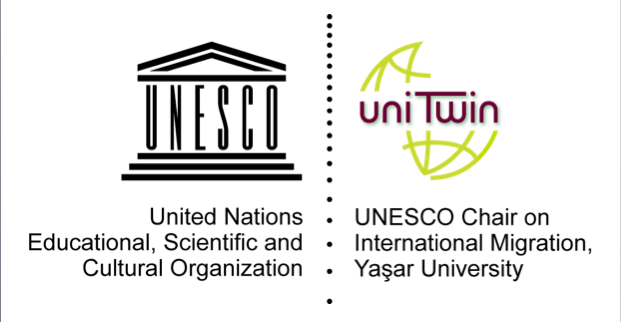 UNESCO
United Nations
Educational, Scientific and
Cultural Organization
uniTwin
UNESCO Chair on
International Migration,
Yaşar University